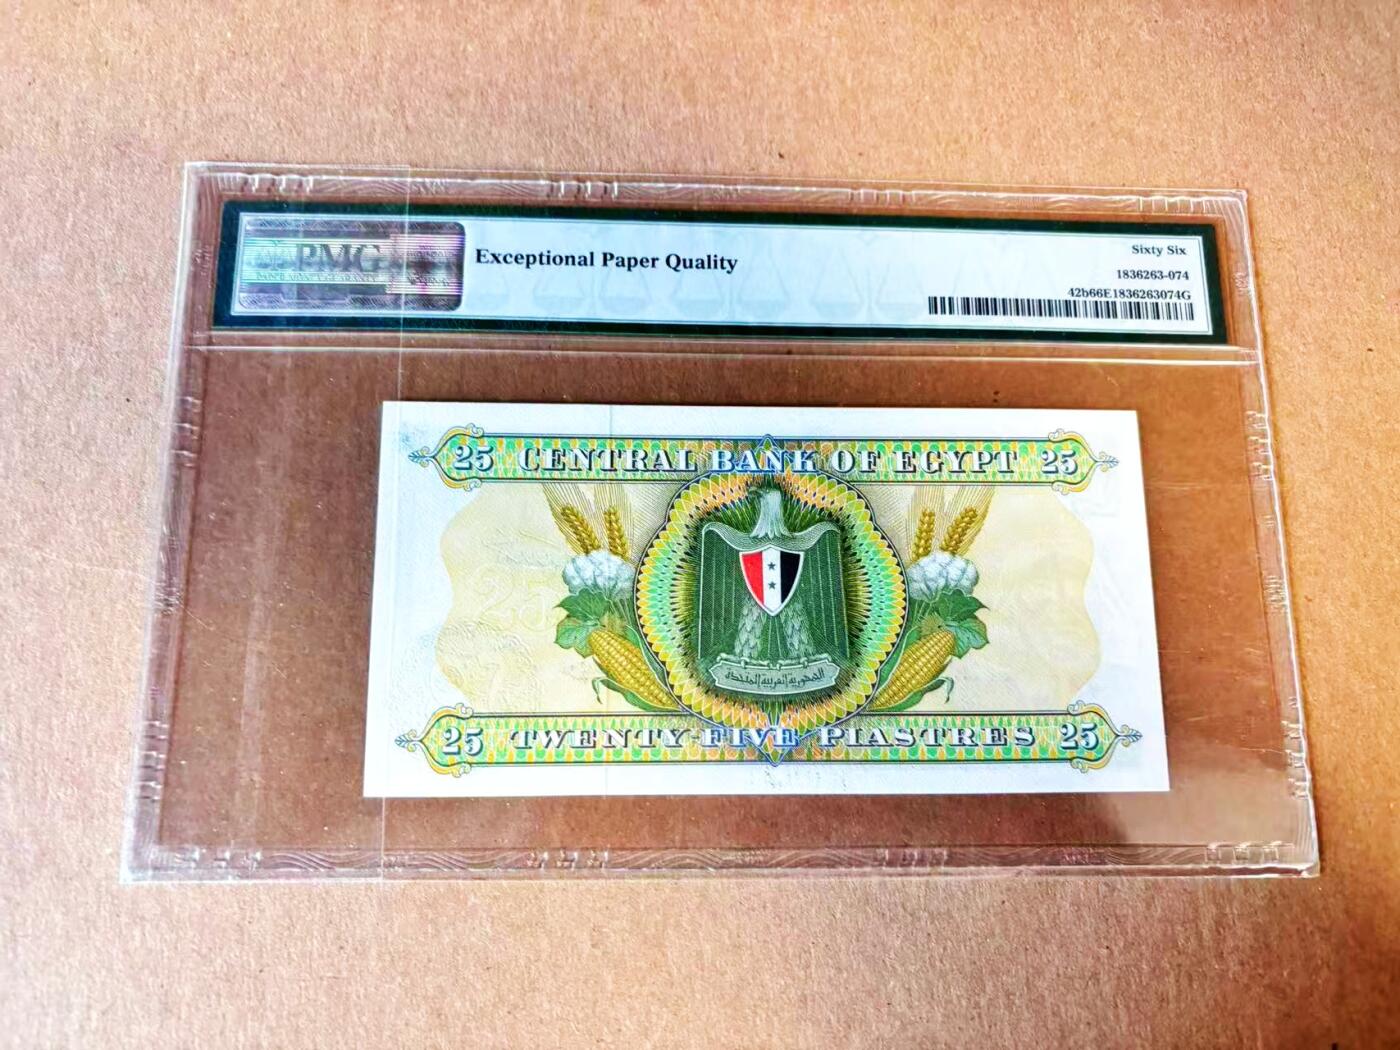 PMG
Exceptional Paper Quality
Sixty Six
1836263-074
42b66E1836263074G
25 CENTRAL BANK OF EGYPT 25
25
الجمهورية العربية المتحدة
25 TWENTY-FIVE PIASTRES 25